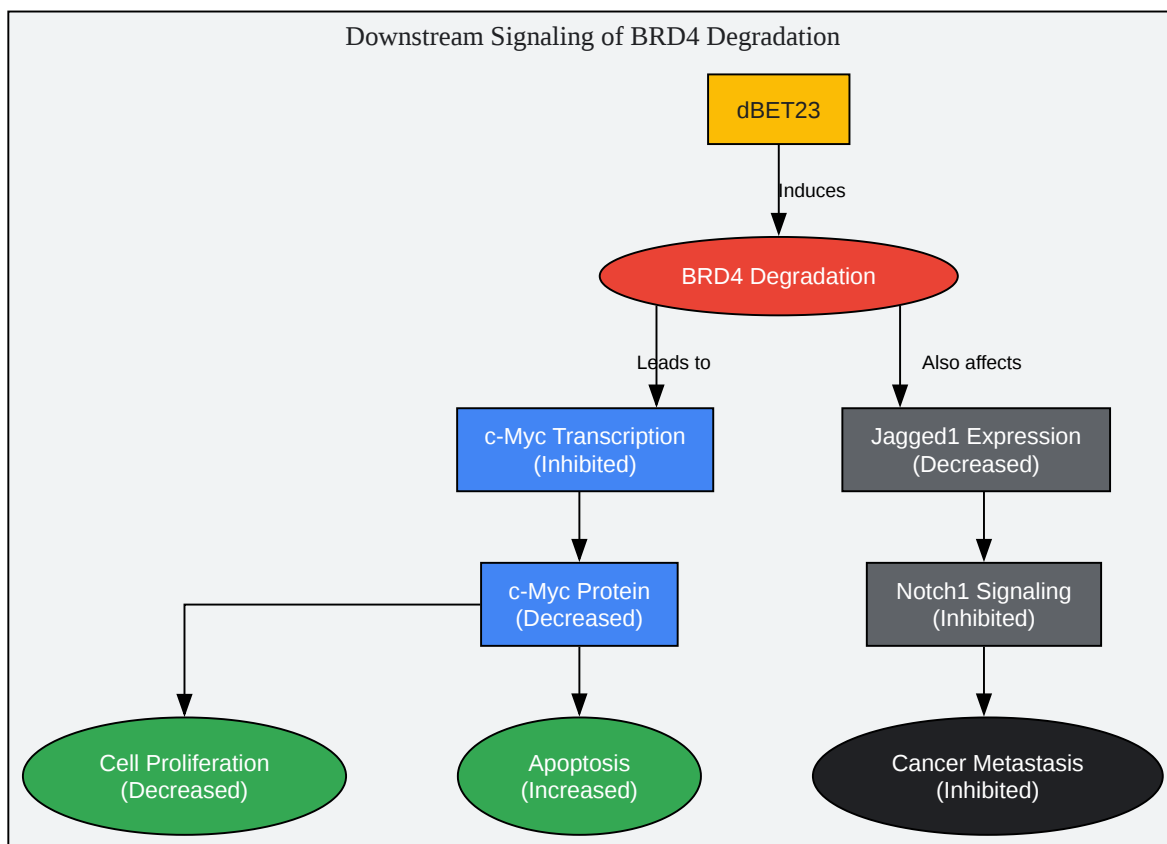 Downstream Signaling of BRD4 Degradation
dBET23
Induces
BRD4 Degradation
Leads to
Also affects
c-Myc Transcription
(Inhibited)
Jagged1 Expression
(Decreased)
c-Myc Protein
(Decreased)
Notch1 Signaling
(Inhibited)
Cell Proliferation
(Decreased)
Apoptosis
(Increased)
Cancer Metastasis
(Inhibited)